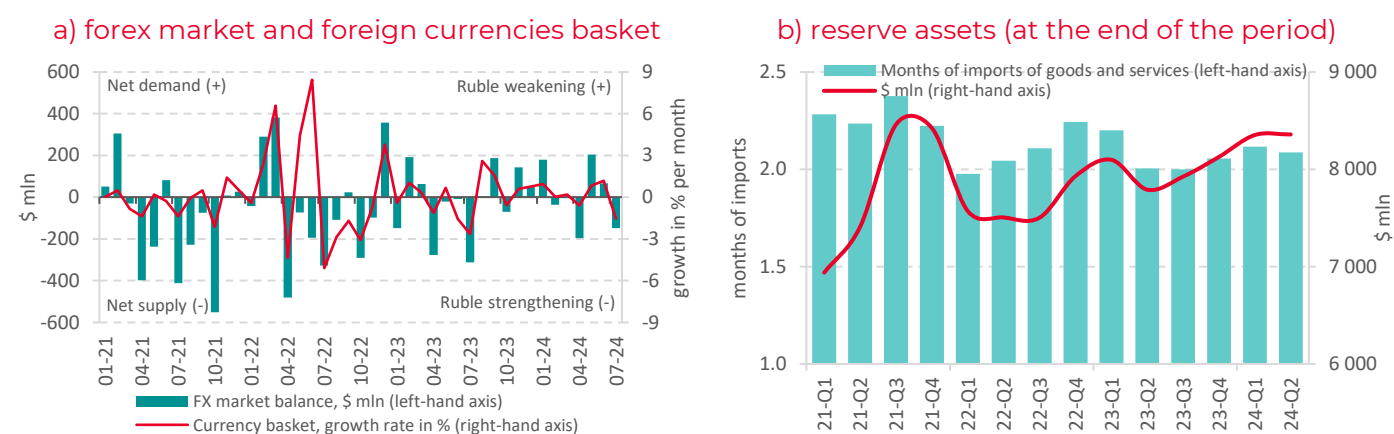 a) forex market and foreign currencies basket
600
400
200
0
-200
-400
-600
$ mln
Net demand (+)
Ruble weakening (+)
Net supply (-)
Ruble strengthening (-)
9
6
3
0
-3
-6
-9
growth in % per month
01-21
04-21
07-21
10-21
01-22
04-22
07-22
10-22
01-23
04-23
07-23
10-23
01-24
04-24
07-24
FX market balance, $ mln (left-hand axis)
Currency basket, growth rate in % (right-hand axis)
b) reserve assets (at the end of the period)
2.5
2.0
1.5
1.0
months of imports
Months of imports of goods and services (left-hand axis)
$ mln (right-hand axis)
9 000
8 000
7 000
6 000
$ mln
21-Q1
21-Q2
21-Q3
21-Q4
22-Q1
22-Q2
22-Q3
22-Q4
23-Q1
23-Q2
23-Q3
23-Q4
24-Q1
24-Q2